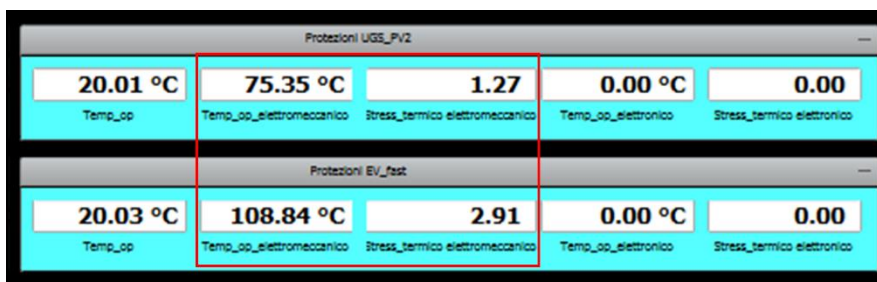 Protezioni UGS_PV2
20.01 °C 75.35 °C 1.27 0.00 °C 0.00
Temp_op Temp_op_elettromeccanico Stress_termico elettromeccanico Temp_op_elettronico Stress_termico elettronico
Protezioni EV_fast
20.03 °C 108.84 °C 2.91 0.00 °C 0.00
Temp_op Temp_op_elettromeccanico Stress_termico elettromeccanico Temp_op_elettronico Stress_termico elettronico